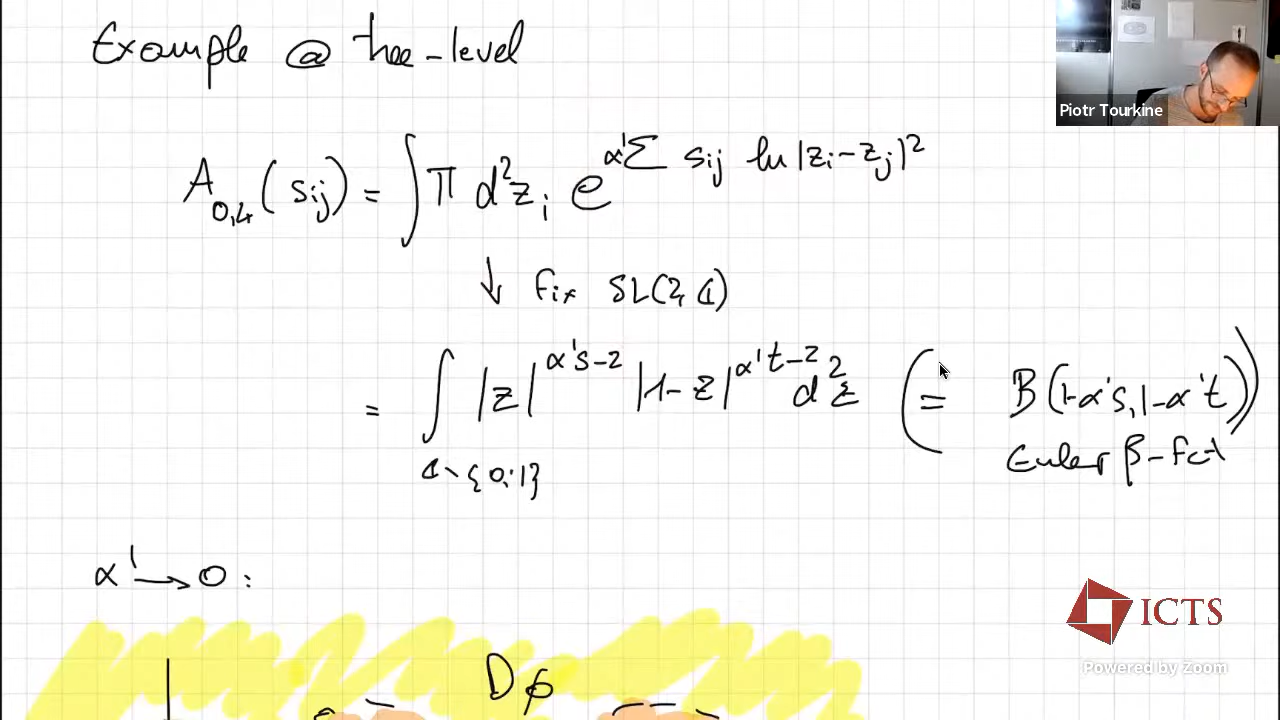 Example @ tree-level
Piotr Tourkine
A_{0,4}(s_{ij}) = ∫ Π d²z_i e^{α'Σ s_{ij} ln|z_i-z_j|²}
↓ Fix SL(2,ℂ)
= ∫_{ℂ∖{0;1}} |z|^{α's-2} |1-z|^{α't-2} d²z (= B(1-α's, 1-α't))
Euler β-fct
α' → 0 :
ICTS
Powered by Zoom
Dϕ